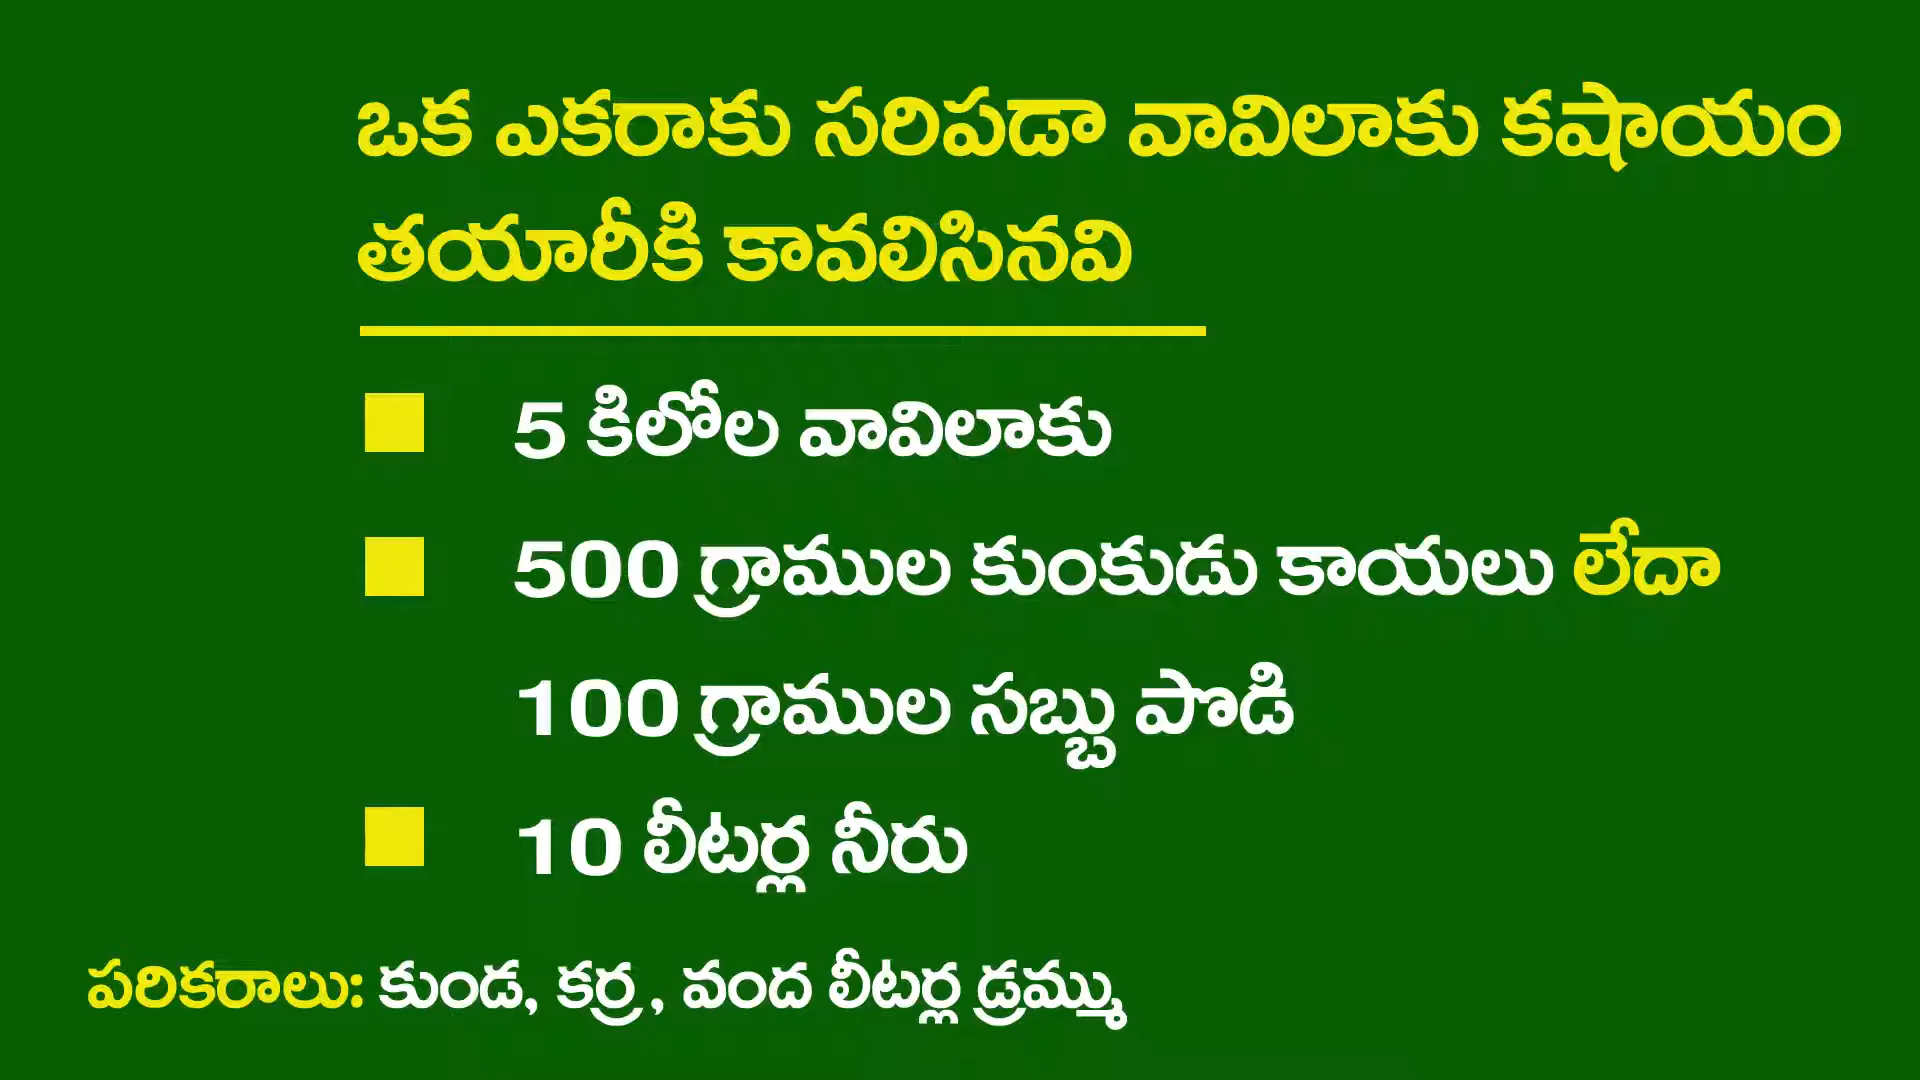 ఒక ఎకరాకు సరిపడా వావిలాకు కషాయం
తయారీకి కావలిసినవి
5 కిలోల వావిలాకు
500 గ్రాముల కుంకుడు కాయలు లేదా
100 గ్రాముల సబ్బు పొడి
10 లీటర్ల నీరు
పరికరాలు: కుండ, కర్ర, వంద లీటర్ల డ్రమ్ము